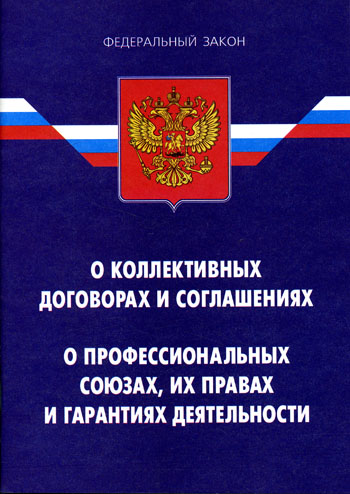 ФЕДЕРАЛЬНЫЙ ЗАКОН
О КОЛЛЕКТИВНЫХ
ДОГОВОРАХ И СОГЛАШЕНИЯХ
О ПРОФЕССИОНАЛЬНЫХ
СОЮЗАХ, ИХ ПРАВАХ
И ГАРАНТИЯХ ДЕЯТЕЛЬНОСТИ